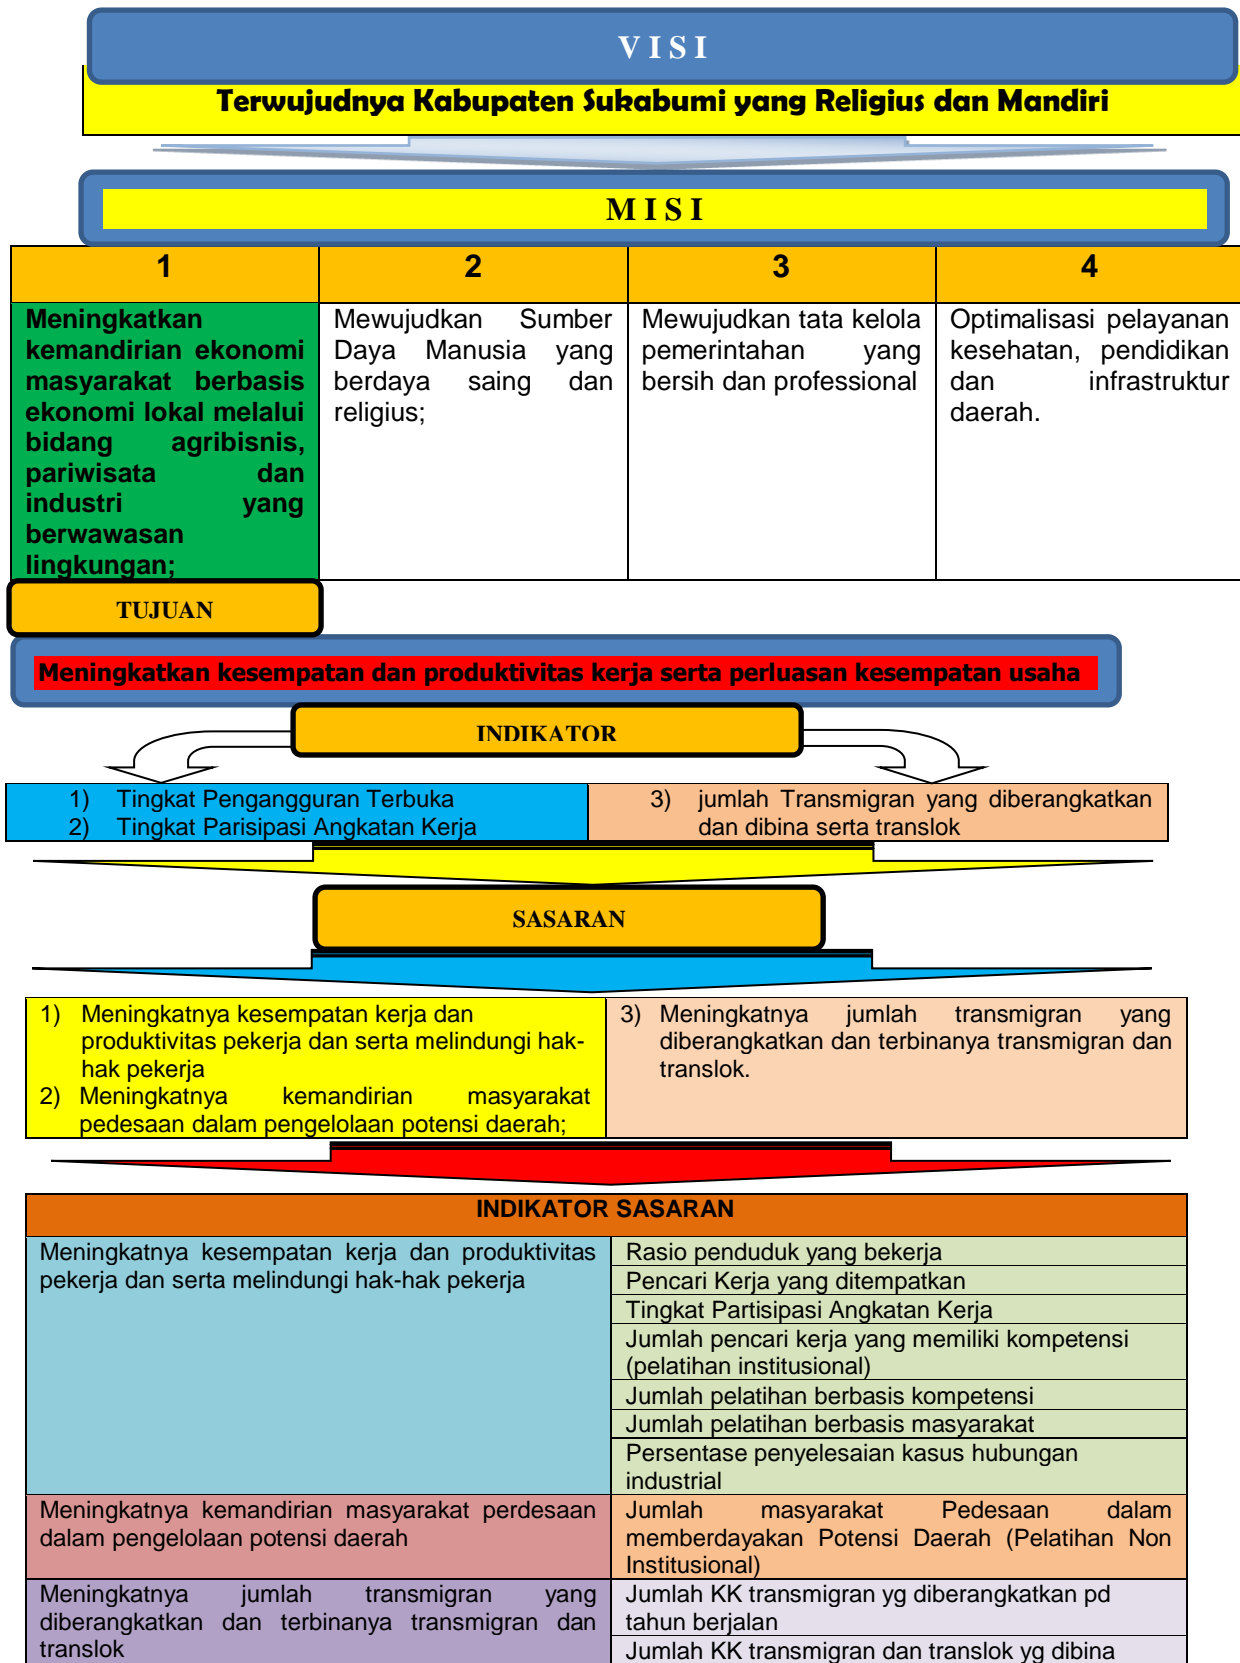 V I S I
Terwujudnya Kabupaten Sukabumi yang Religius dan Mandiri
M I S I
1
2
3
4
Meningkatkan
kemandirian ekonomi
masyarakat berbasis
ekonomi lokal melalui
bidang agribisnis,
pariwisata dan
industri yang
berwawasan
lingkungan;
Mewujudkan Sumber
Daya Manusia yang
berdaya saing dan
religius;
Mewujudkan tata kelola
pemerintahan yang
bersih dan professional
Optimalisasi pelayanan
kesehatan, pendidikan
dan infrastruktur
daerah.
TUJUAN
Meningkatkan kesempatan dan produktivitas kerja serta perluasan kesempatan usaha
INDIKATOR
1) Tingkat Pengangguran Terbuka
2) Tingkat Parisipasi Angkatan Kerja
3) jumlah Transmigran yang diberangkatkan
dan dibina serta translok
SASARAN
1) Meningkatnya kesempatan kerja dan
produktivitas pekerja dan serta melindungi hak-
hak pekerja
2) Meningkatnya kemandirian masyarakat
pedesaan dalam pengelolaan potensi daerah;
3) Meningkatnya jumlah transmigran yang
diberangkatkan dan terbinanya transmigran dan
translok.
INDIKATOR SASARAN
Meningkatnya kesempatan kerja dan produktivitas
pekerja dan serta melindungi hak-hak pekerja
Rasio penduduk yang bekerja
Pencari Kerja yang ditempatkan
Tingkat Partisipasi Angkatan Kerja
Jumlah pencari kerja yang memiliki kompetensi
(pelatihan institusional)
Jumlah pelatihan berbasis kompetensi
Jumlah pelatihan berbasis masyarakat
Persentase penyelesaian kasus hubungan
industrial
Meningkatnya kemandirian masyarakat perdesaan
dalam pengelolaan potensi daerah
Jumlah masyarakat Pedesaan dalam
memberdayakan Potensi Daerah (Pelatihan Non
Institusional)
Meningkatnya jumlah transmigran yang
diberangkatkan dan terbinanya transmigran dan
translok
Jumlah KK transmigran yg diberangkatkan pd
tahun berjalan
Jumlah KK transmigran dan translok yg dibina